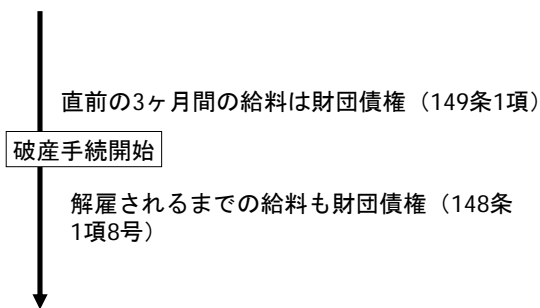 直前の3ヶ月間の給料は財団債権（149条1項）
破産手続開始
解雇されるまでの給料も財団債権（148条
1項8号）